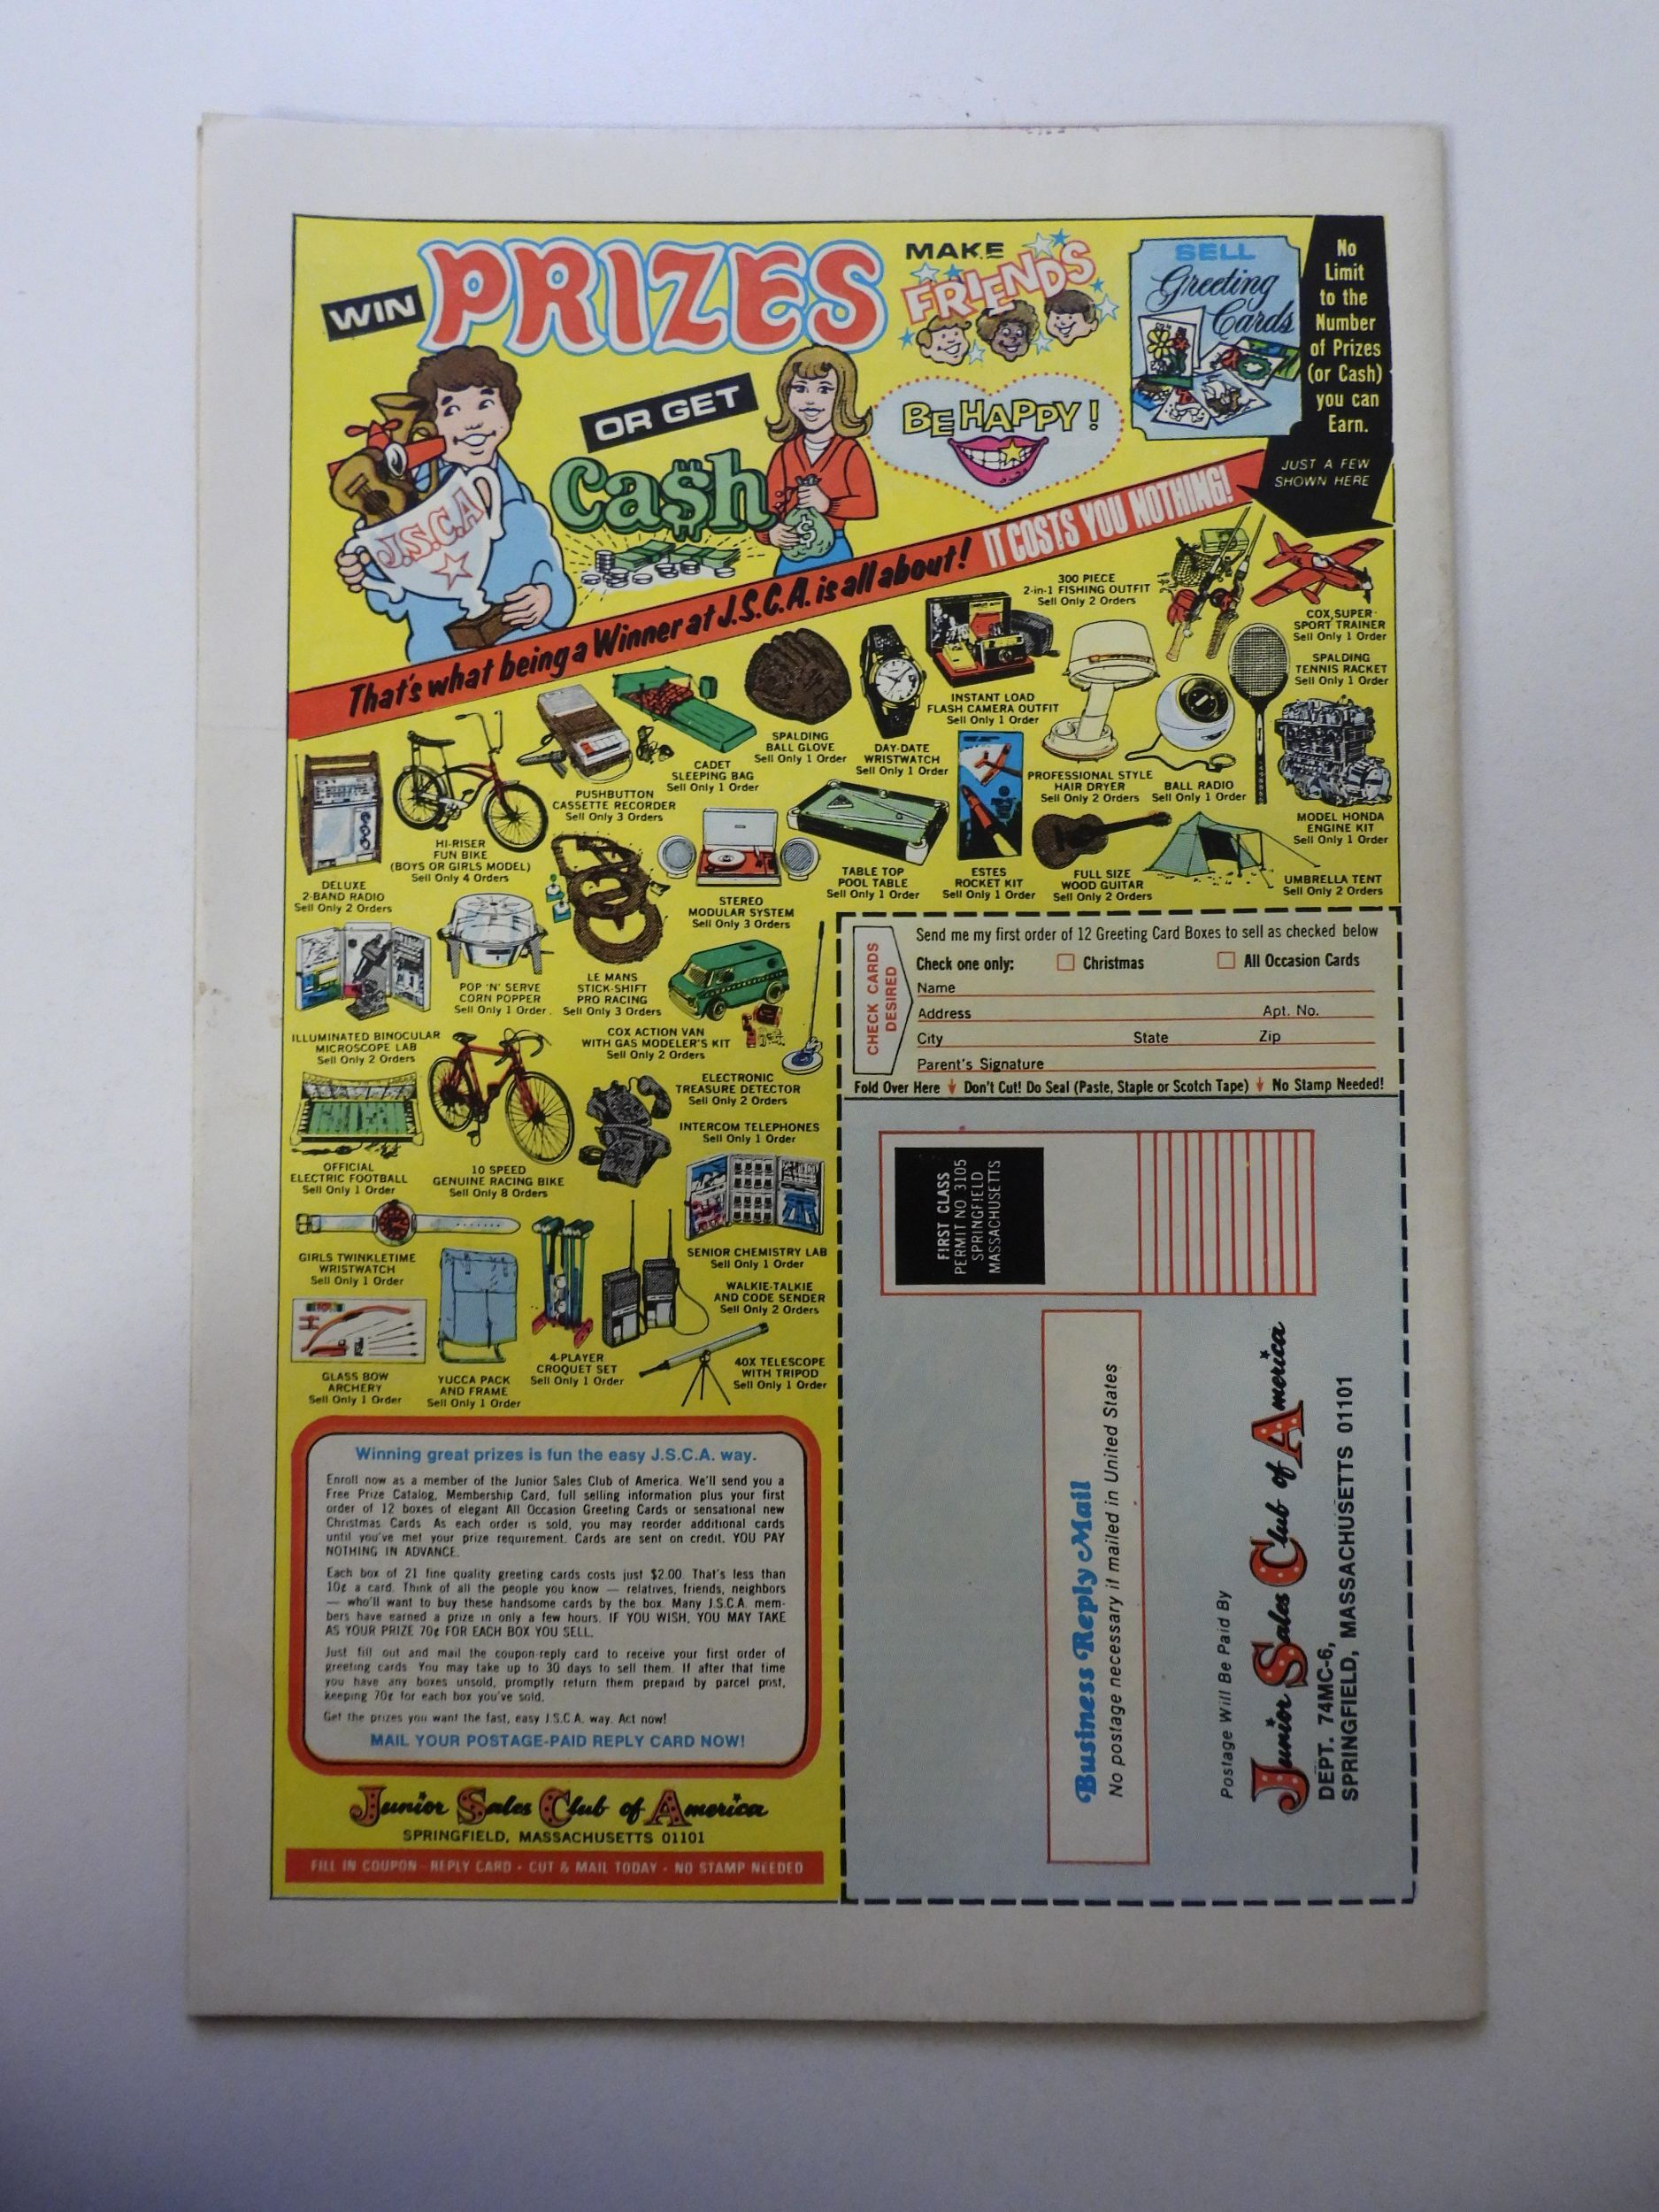 WIN
PRIZES
OR GET
Ca$h
MAKE
FRIENDS
BE HAPPY!
SELL
Greeting
Cards
No
Limit
to the
Number
of Prizes
(or Cash)
you can
Earn.
JUST A FEW
SHOWN HERE
J.S.C.A.
$
That's what being a Winner at J.S.C.A. is all about! IT COSTS YOU NOTHING!
300 PIECE
2-in-1 FISHING OUTFIT
Sell Only 2 Orders
COX, SUPER-
SPORT TRAINER
Sell Only 1 Order
SPALDING
TENNIS RACKET
Sell Only 1 Order
INSTANT LOAD
FLASH CAMERA OUTFIT
Sell Only 1 Order
SPALDING
BALL GLOVE
Sell Only 1 Order
DAY-DATE
WRISTWATCH
Sell Only 1 Order
CADET
SLEEPING BAG
Sell Only 1 Order
PROFESSIONAL STYLE
HAIR DRYER
Sell Only 2 Orders
BALL RADIO
Sell Only 1 Order
PUSHBUTTON
CASSETTE RECORDER
Sell Only 3 Orders
MODEL HONDA
ENGINE KIT
Sell Only 1 Order
HI-RISER
FUN BIKE
(BOYS OR GIRLS MODEL)
Sell Only 4 Orders
TABLE TOP
POOL TABLE
Sell Only 1 Order
ESTES
ROCKET KIT
Sell Only 1 Order
FULL SIZE
WOOD GUITAR
Sell Only 2 Orders
UMBRELLA TENT
Sell Only 2 Orders
DELUXE
2-BAND RADIO
Sell Only 2 Orders
STEREO
MODULAR SYSTEM
Sell Only 3 Orders
POP 'N' SERVE
CORN POPPER
Sell Only 1 Order.
LE MANS
STICK-SHIFT
PRO RACING
Sell Only 3 Orders
ILLUMINATED BINOCULAR
MICROSCOPE LAB
Sell Only 2 Orders
COX ACTION VAN
WITH GAS MODELER'S KIT
Sell Only 2 Orders
ELECTRONIC
TREASURE DETECTOR
Sell Only 2 Orders
INTERCOM TELEPHONES
Sell Only 1 Order
OFFICIAL
ELECTRIC FOOTBALL
Sell Only 1 Order
10 SPEED
GENUINE RACING BIKE
Sell Only 8 Orders
GIRLS TWINKLETIME
WRISTWATCH
Sell Only 1 Order
SENIOR CHEMISTRY LAB
Sell Only 1 Order
WALKIE-TALKIE
AND CODE SENDER
Sell Only 2 Orders
GLASS BOW
ARCHERY
Sell Only 1 Order
YUCCA PACK
AND FRAME
Sell Only 1 Order
4-PLAYER
CROQUET SET
Sell Only 1 Order
40X TELESCOPE
WITH TRIPOD
Sell Only 1 Order
Winning great prizes is fun the easy J.S.C.A. way.
Enroll now as a member of the Junior Sales Club of America. We'll send you a
Free Prize Catalog, Membership Card, full selling information plus your first
order of 12 boxes of elegant All Occasion Greeting Cards or sensational new
Christmas Cards. As each order is sold, you may reorder additional cards
until you've met your prize requirement. Cards are sent on credit. YOU PAY
NOTHING IN ADVANCE.
Each box of 21 fine quality greeting cards costs just $2.00. That's less than
10¢ a card. Think of all the people you know — relatives, friends, neighbors
— who'll want to buy these handsome cards by the box. Many J.S.C.A. mem-
bers have earned a prize in only a few hours. IF YOU WISH, YOU MAY TAKE
AS YOUR PRIZE 70¢ FOR EACH BOX YOU SELL.
Just fill out and mail the coupon-reply card to receive your first order of
greeting cards. You may take up to 30 days to sell them. If after that time
you have any boxes unsold, promptly return them prepaid by parcel post,
keeping 70¢ for each box you've sold.
Get the prizes you want the fast, easy J.S.C.A. way. Act now!
MAIL YOUR POSTAGE-PAID REPLY CARD NOW!
Junior Sales Club of America
SPRINGFIELD, MASSACHUSETTS 01101
FILL IN COUPON - REPLY CARD - CUT & MAIL TODAY - NO STAMP NEEDED
CHECK CARDS
DESIRED
Send me my first order of 12 Greeting Card Boxes to sell as checked below
Check one only: Christmas All Occasion Cards
Name
Address Apt. No.
City State Zip
Parent's Signature
Fold Over Here Don't Cut! Do Seal (Paste, Staple or Scotch Tape) No Stamp Needed!
FIRST CLASS
PERMIT NO. 3105
SPRINGFIELD
MASSACHUSETTS
Business Reply Mail
No postage necessary if mailed in United States
Postage Will Be Paid By
Junior Sales Club of America
DEPT. 74MC-6,
SPRINGFIELD, MASSACHUSETTS 01101